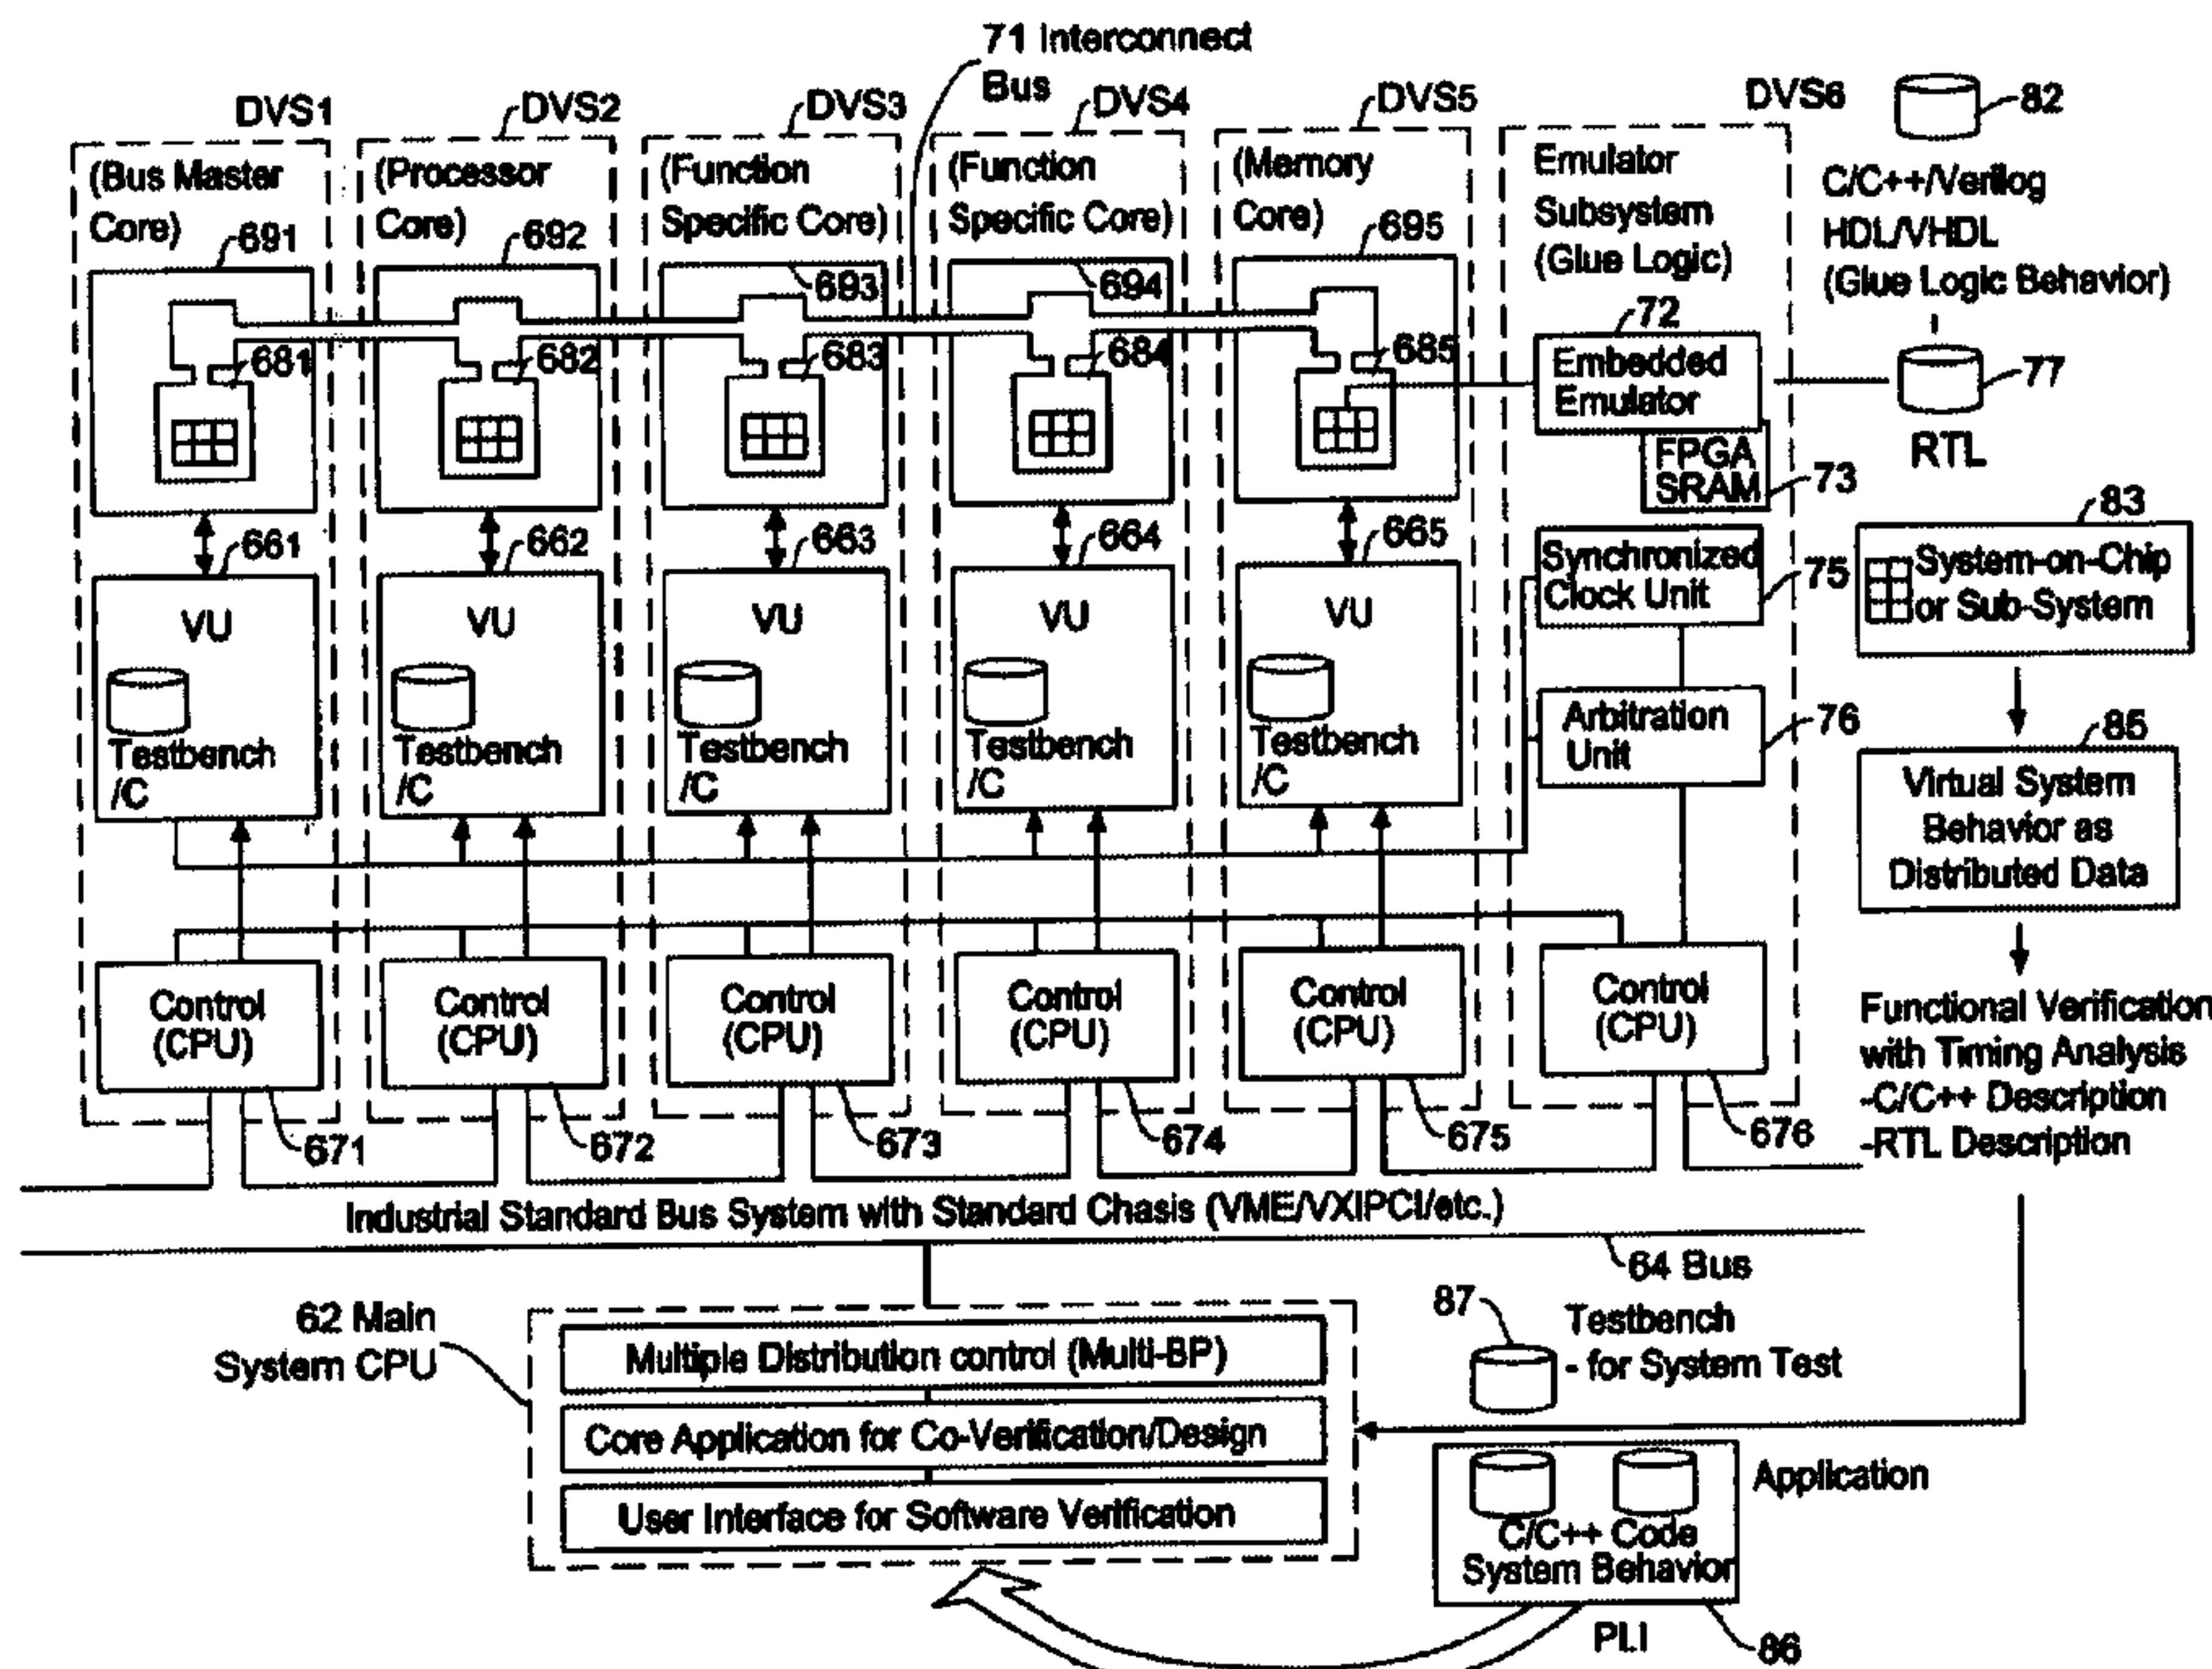 71 Interconnect
Bus
DVS1
DVS2
DVS3
DVS4
DVS5
DVS6
82
(Bus Master
Core)
691
(Processor
Core)
692
(Function
Specific Core)
693
(Function
Specific Core)
694
(Memory
Core)
695
Emulator
Subsystem
(Glue Logic)
C/C++/Verilog
HDL/VHDL
(Glue Logic Behavior)
681
682
683
684
685
72
Embedded
Emulator
77
RTL
FPGA
SRAM
73
661
662
663
664
665
VU
Testbench
/C
VU
Testbench
/C
VU
Testbench
/C
VU
Testbench
/C
VU
Testbench
/C
Synchronized
Clock Unit
75
Arbitration
Unit
76
83
System-on-Chip
or Sub-System
85
Virtual System
Behavior as
Distributed Data
Control
(CPU)
671
Control
(CPU)
672
Control
(CPU)
673
Control
(CPU)
674
Control
(CPU)
675
Control
(CPU)
676
Functional Verification
with Timing Analysis
-C/C++ Description
-RTL Description
Industrial Standard Bus System with Standard Chasis (VME/VXIPCI/etc.)
64 Bus
62 Main
System CPU
Multiple Distribution control (Multi-BP)
Core Application for Co-Verification/Design
User Interface for Software Verification
87
Testbench
- for System Test
Application
C/C++ Code
System Behavior
PLI
86